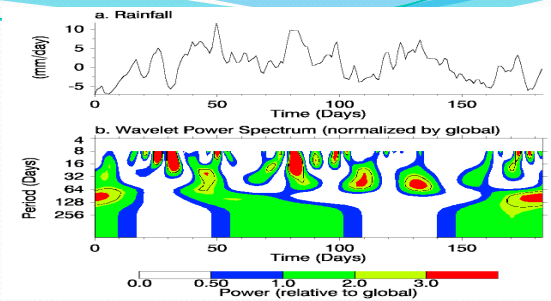 a. Rainfall
(mm/day)
10
5
0
-5
0 50 100 150
Time (Days)
b. Wavelet Power Spectrum (normalized by global)
Period (Days)
4
8
16
32
64
128
256
0 50 100 150
Time (Days)
0.0 0.50 1.0 2.0 3.0
Power (relative to global)